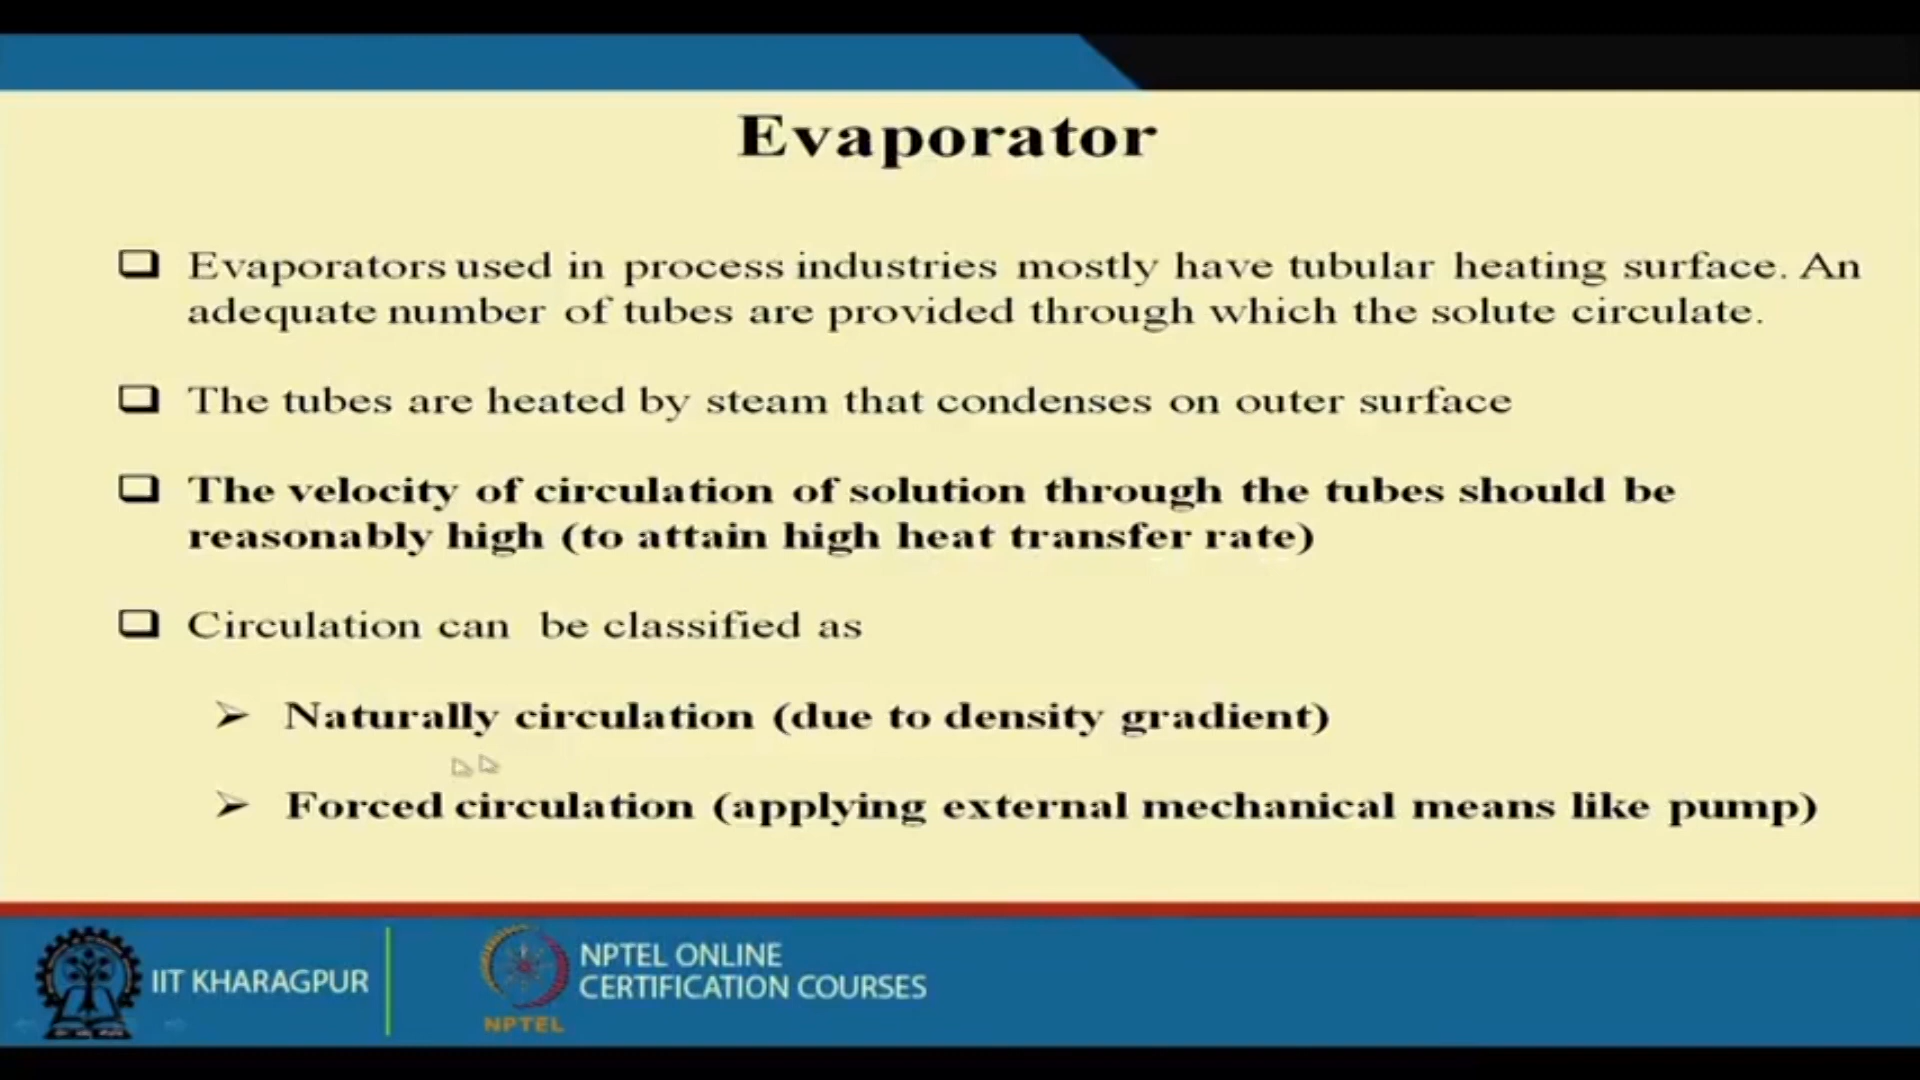 Evaporator
Evaporators used in process industries mostly have tubular heating surface. An
adequate number of tubes are provided through which the solute circulate.
The tubes are heated by steam that condenses on outer surface
The velocity of circulation of solution through the tubes should be
reasonably high (to attain high heat transfer rate)
Circulation can be classified as
Naturally circulation (due to density gradient)
Forced circulation (applying external mechanical means like pump)
IIT KHARAGPUR
NPTEL
NPTEL ONLINE
CERTIFICATION COURSES